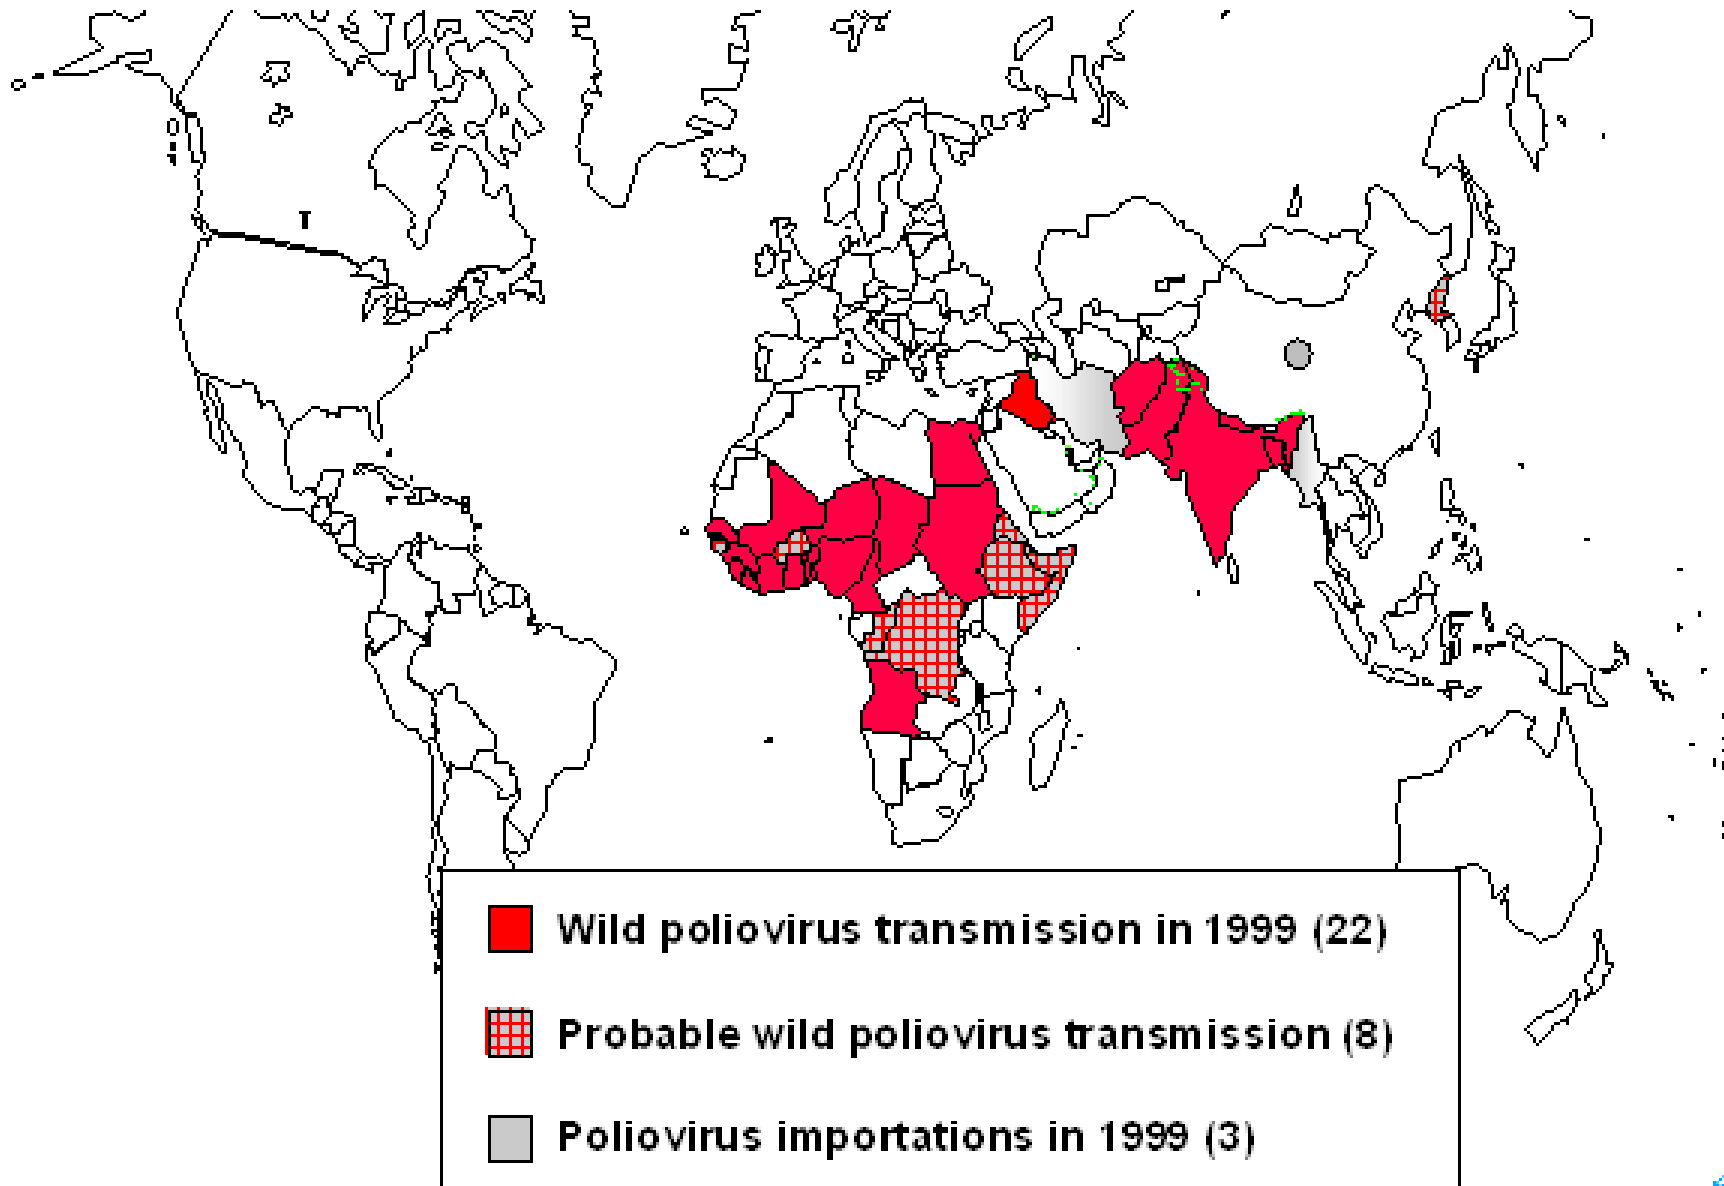 Wild poliovirus transmission in 1999 (22)
Probable wild poliovirus transmission (8)
Poliovirus importations in 1999 (3)